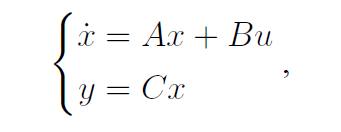 ẋ = Ax + Bu
y = Cx ,